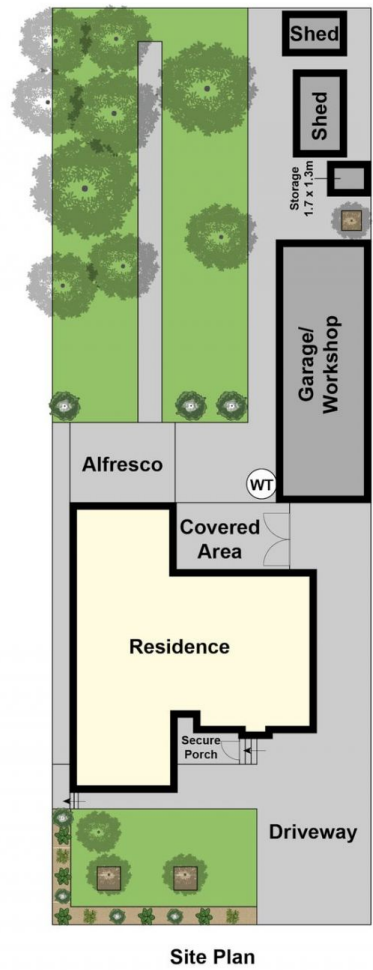 Shed
Shed
Storage
1.7 x 1.3m
Garage/
Workshop
Alfresco
WT
Covered
Area
Residence
Secure
Porch
Driveway
Site Plan